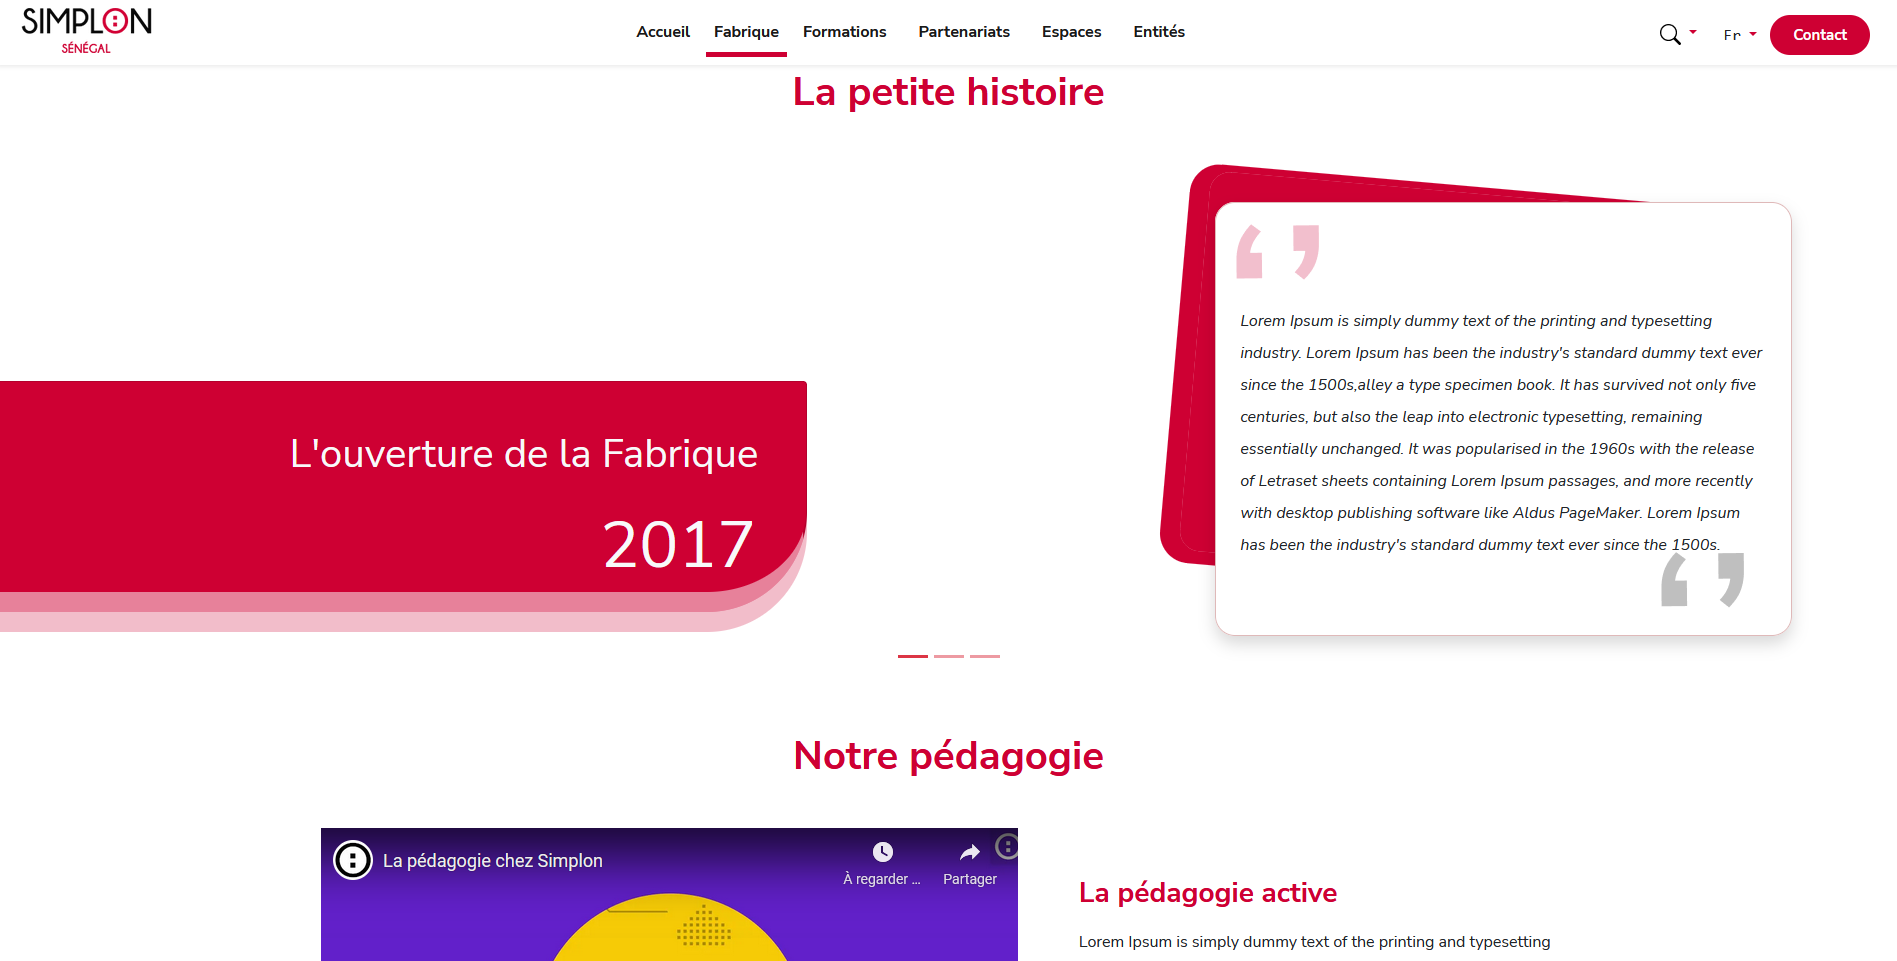 SIMPLON
SÉNÉGAL
Accueil Fabrique Formations Partenariats Espaces Entités
Fr
Contact
La petite histoire
L'ouverture de la Fabrique
2017
Lorem Ipsum is simply dummy text of the printing and typesetting
industry. Lorem Ipsum has been the industry's standard dummy text ever
since the 1500s,alley a type specimen book. It has survived not only five
centuries, but also the leap into electronic typesetting, remaining
essentially unchanged. It was popularised in the 1960s with the release
of Letraset sheets containing Lorem Ipsum passages, and more recently
with desktop publishing software like Aldus PageMaker. Lorem Ipsum
has been the industry's standard dummy text ever since the 1500s.
Notre pédagogie
La pédagogie chez Simplon
À regarder ...
Partager
La pédagogie active
Lorem Ipsum is simply dummy text of the printing and typesetting